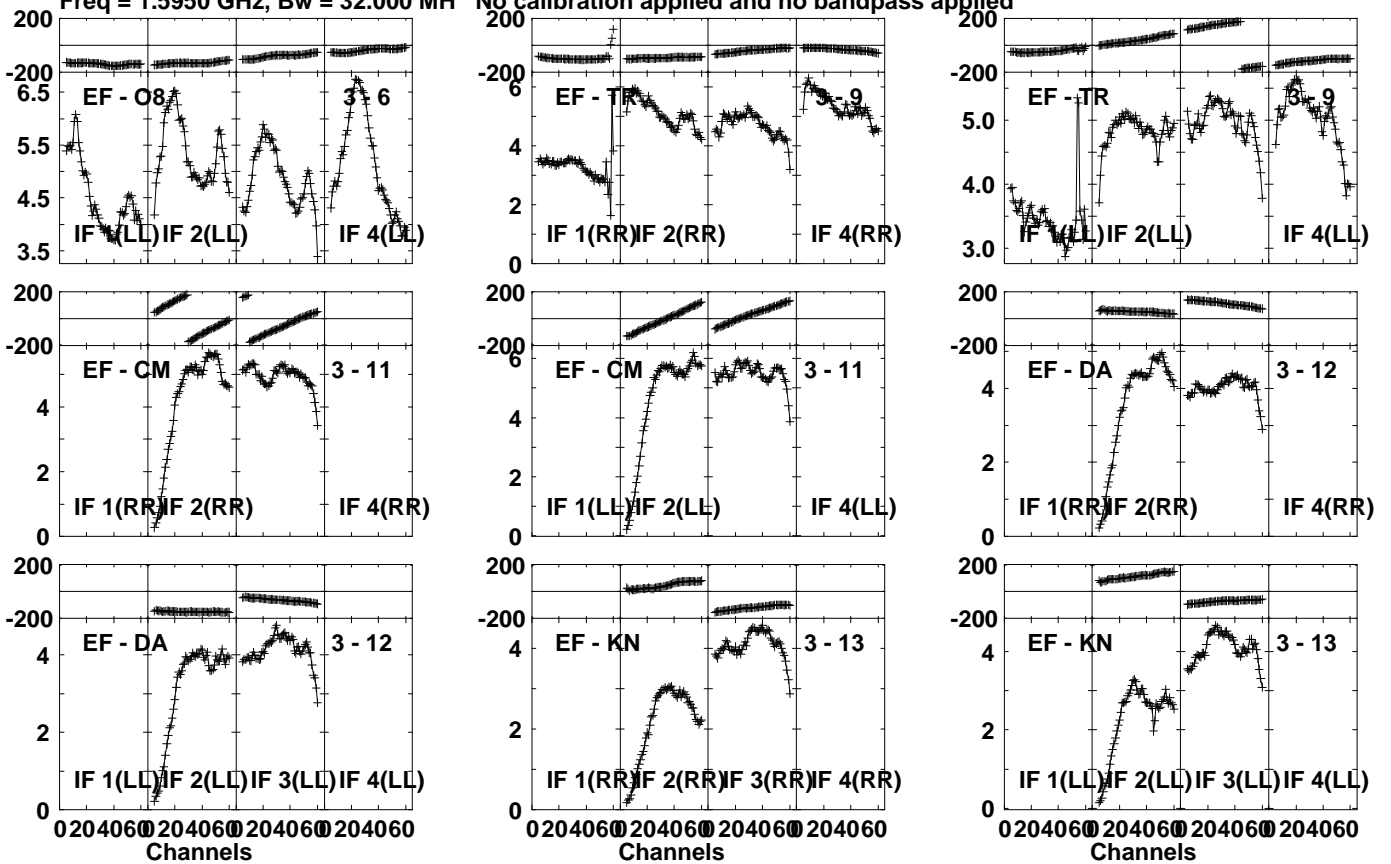 Freq = 1.5950 GHz, Bw = 32.000 MH No calibration applied and no bandpass applied
200
-200
6.5
5.5
4.5
3.5
EF - O8
3 - 6
IF 1(LL)
IF 2(LL)
IF 4(LL)
200
-200
6
4
2
0
EF - TR
3 - 9
IF 1(RR)
IF 2(RR)
IF 4(RR)
200
-200
5.0
4.0
3.0
EF - TR
3 - 9
IF 1(LL)
IF 2(LL)
IF 4(LL)
200
-200
4
2
0
EF - CM
3 - 11
IF 1(RR)
IF 2(RR)
IF 4(RR)
200
-200
6
4
2
0
EF - CM
3 - 11
IF 1(LL)
IF 2(LL)
IF 4(LL)
200
-200
4
2
0
EF - DA
3 - 12
IF 1(RR)
IF 2(RR)
IF 4(RR)
200
-200
4
2
0
EF - DA
3 - 12
IF 1(LL)
IF 2(LL)
IF 3(LL)
IF 4(LL)
0 20 40 60 0 20 40 60 0 20 40 60 0 20 40 60
Channels
200
-200
4
2
0
EF - KN
3 - 13
IF 1(RR)
IF 2(RR)
IF 3(RR)
IF 4(RR)
0 20 40 60 0 20 40 60 0 20 40 60 0 20 40 60
Channels
200
-200
4
2
0
EF - KN
3 - 13
IF 1(LL)
IF 2(LL)
IF 3(LL)
IF 4(LL)
0 20 40 60 0 20 40 60 0 20 40 60 0 20 40 60
Channels